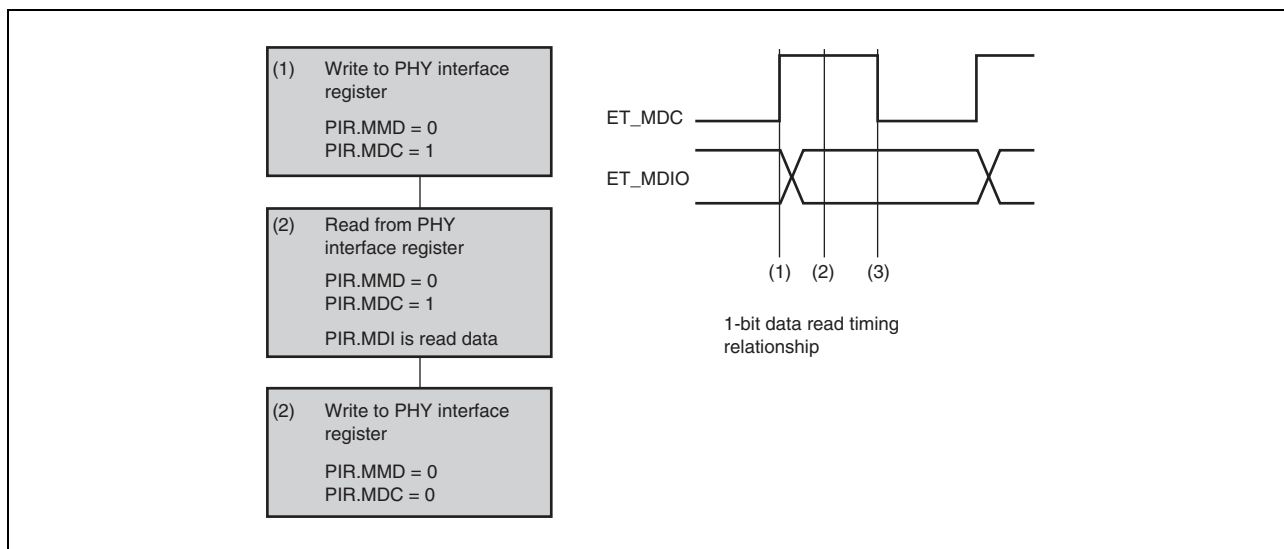 (1) Write to PHY interface
register
PIR.MMD = 0
PIR.MDC = 1
(2) Read from PHY
interface register
PIR.MMD = 0
PIR.MDC = 1
PIR.MDI is read data
(2) Write to PHY interface
register
PIR.MMD = 0
PIR.MDC = 0
ET_MDC
ET_MDIO
(1) (2) (3)
1-bit data read timing
relationship